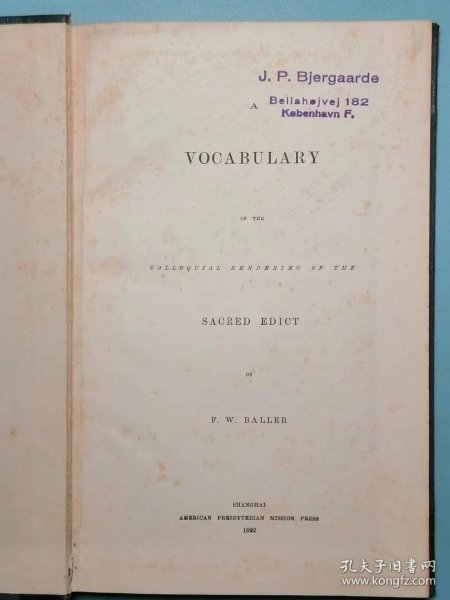 J. P. Bjergaarde
Bellahøjvej 182
København F.
A
VOCABULARY
OF THE
COLLOQUIAL RENDERING OF THE
SACRED EDICT
BY
F. W. BALLER
SHANGHAI
AMERICAN PRESBYTERIAN MISSION PRESS
1892
孔夫子旧书网
www.kongfz.com